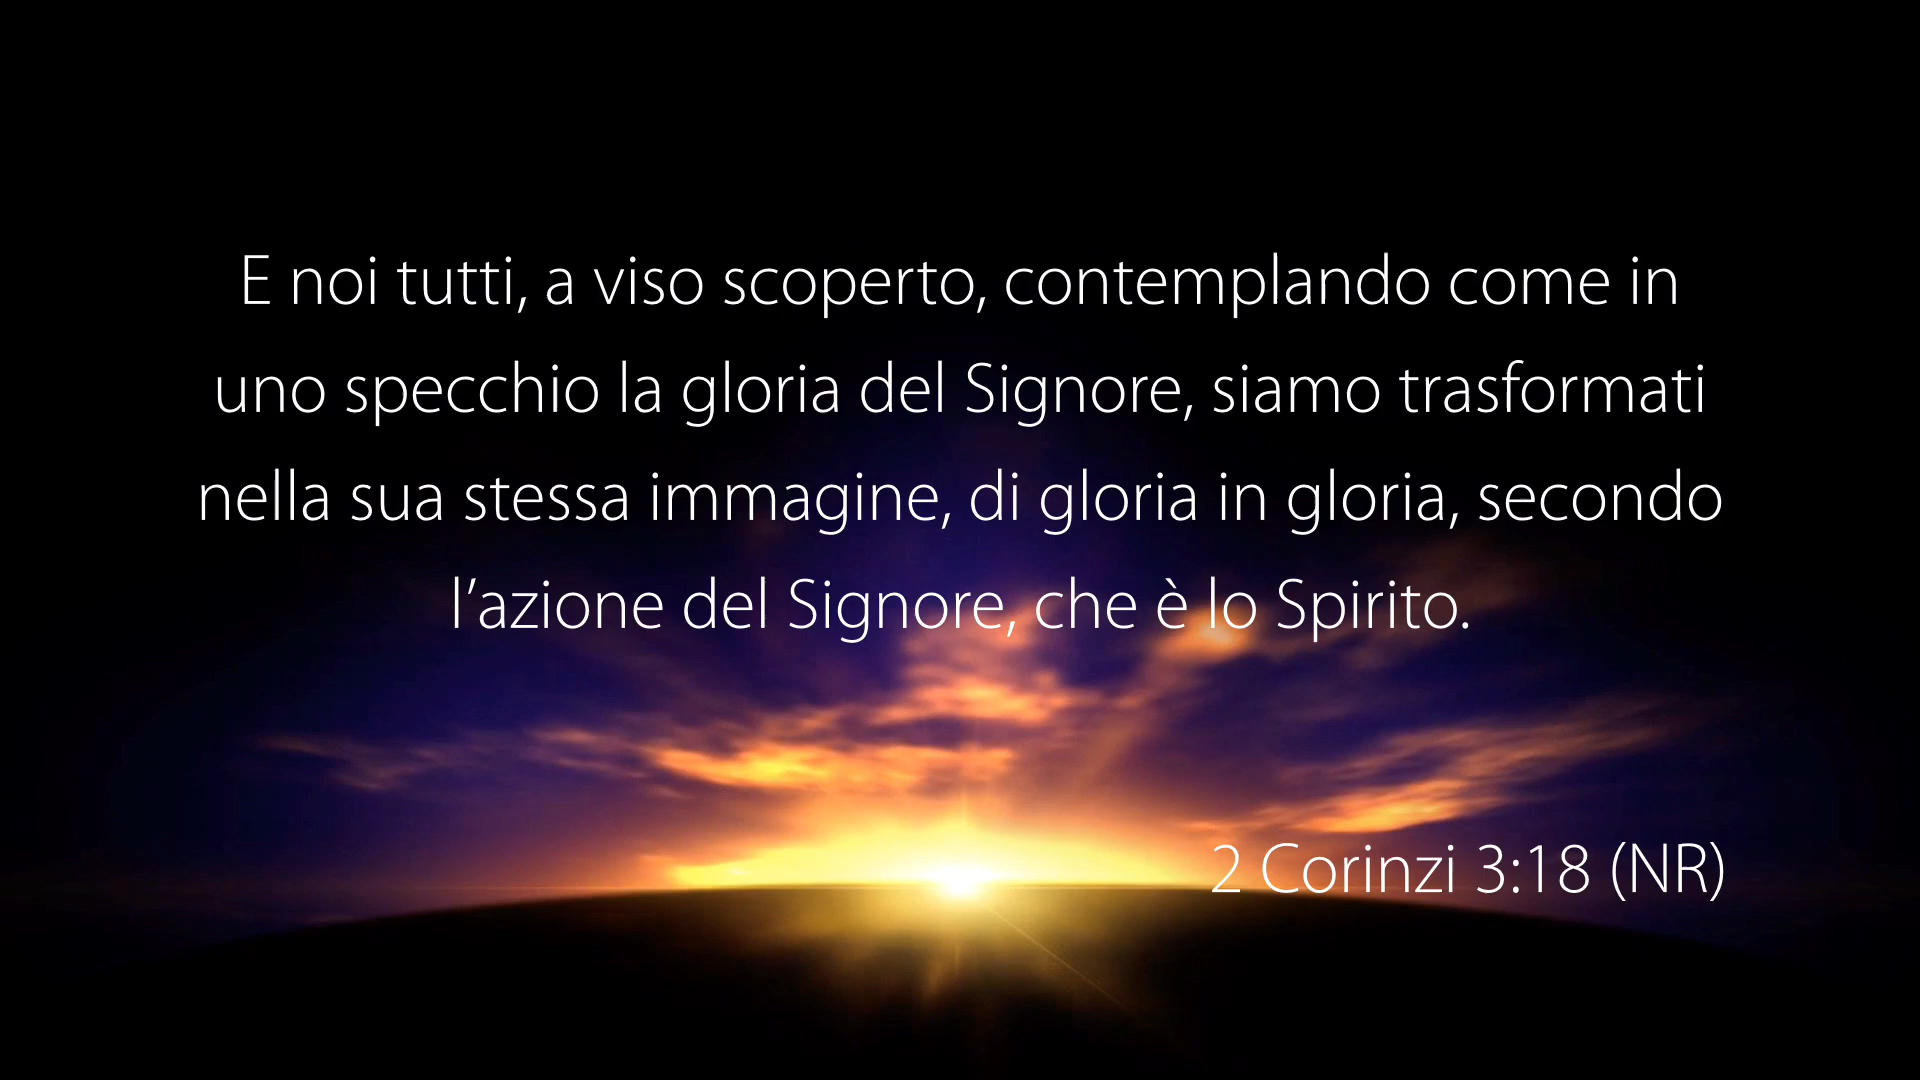 E noi tutti, a viso scoperto, contemplando come in
uno specchio la gloria del Signore, siamo trasformati
nella sua stessa immagine, di gloria in gloria, secondo
l’azione del Signore, che è lo Spirito.
2 Corinzi 3:18 (NR)